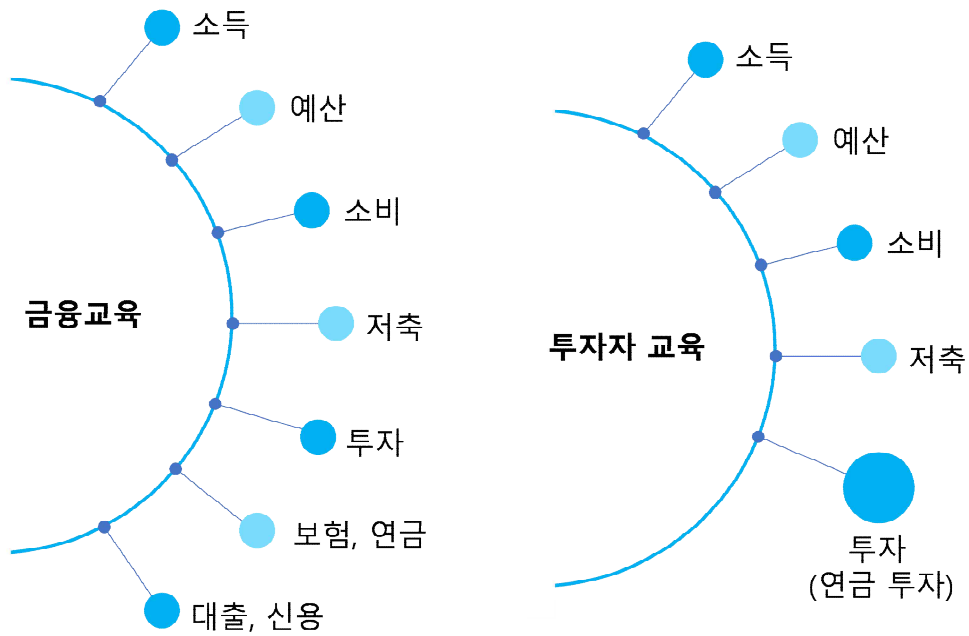 소득
예산
소비
금융교육
저축
투자
보험, 연금
대출, 신용
소득
예산
소비
투자자 교육
저축
투자
(연금 투자)